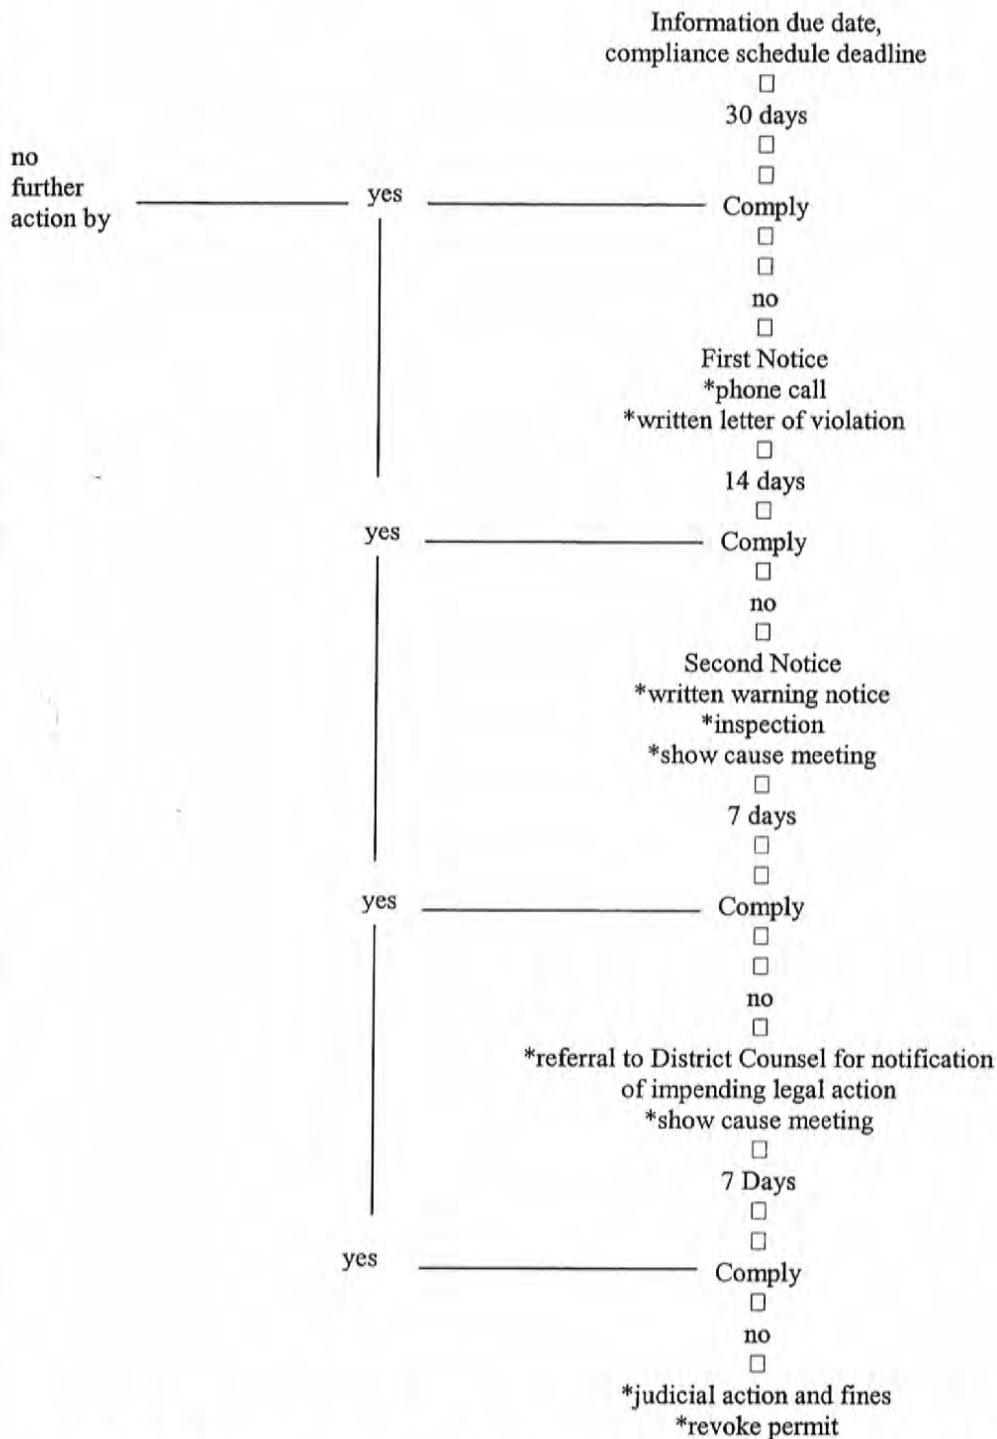 Information due date,
compliance schedule deadline
□
30 days
□
□
no
further
action by
yes
Comply
□
□
no
□
First Notice
*phone call
*written letter of violation
□
14 days
□
yes
Comply
□
no
□
Second Notice
*written warning notice
*inspection
*show cause meeting
□
7 days
□
□
yes
Comply
□
□
no
□
*referral to District Counsel for notification
of impending legal action
*show cause meeting
□
7 Days
□
□
yes
Comply
□
no
□
*judicial action and fines
*revoke permit